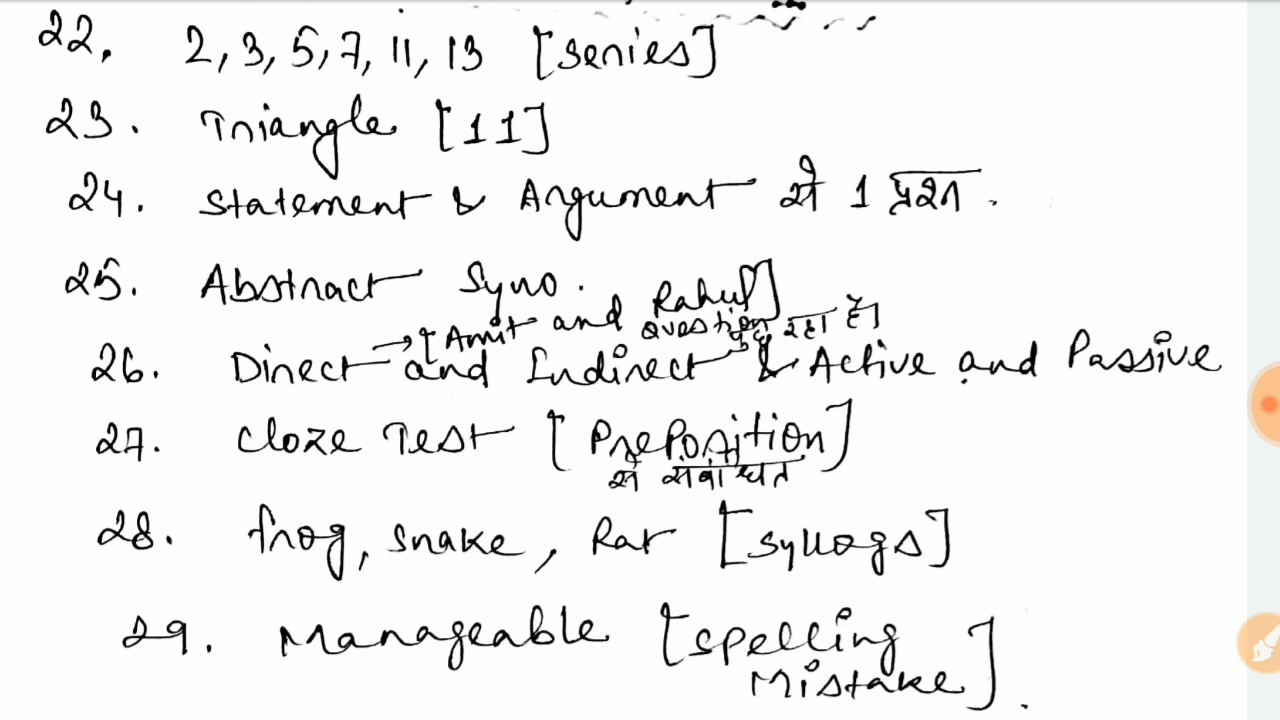 22. 2, 3, 5, 7, 11, 13 [series]
23. Triangle [11]
24. Statement & Argument से 1 प्रश्न.
25. Abstract Syno.
→ [Amit and Rahul]
question पूछ रहा है।
26. Direct and Indirect & Active and Passive
27. Cloze Test [Preposition]
से संबंधित
28. frog, snake, Rat [syllogs]
29. Manageable [spelling
Mistake].